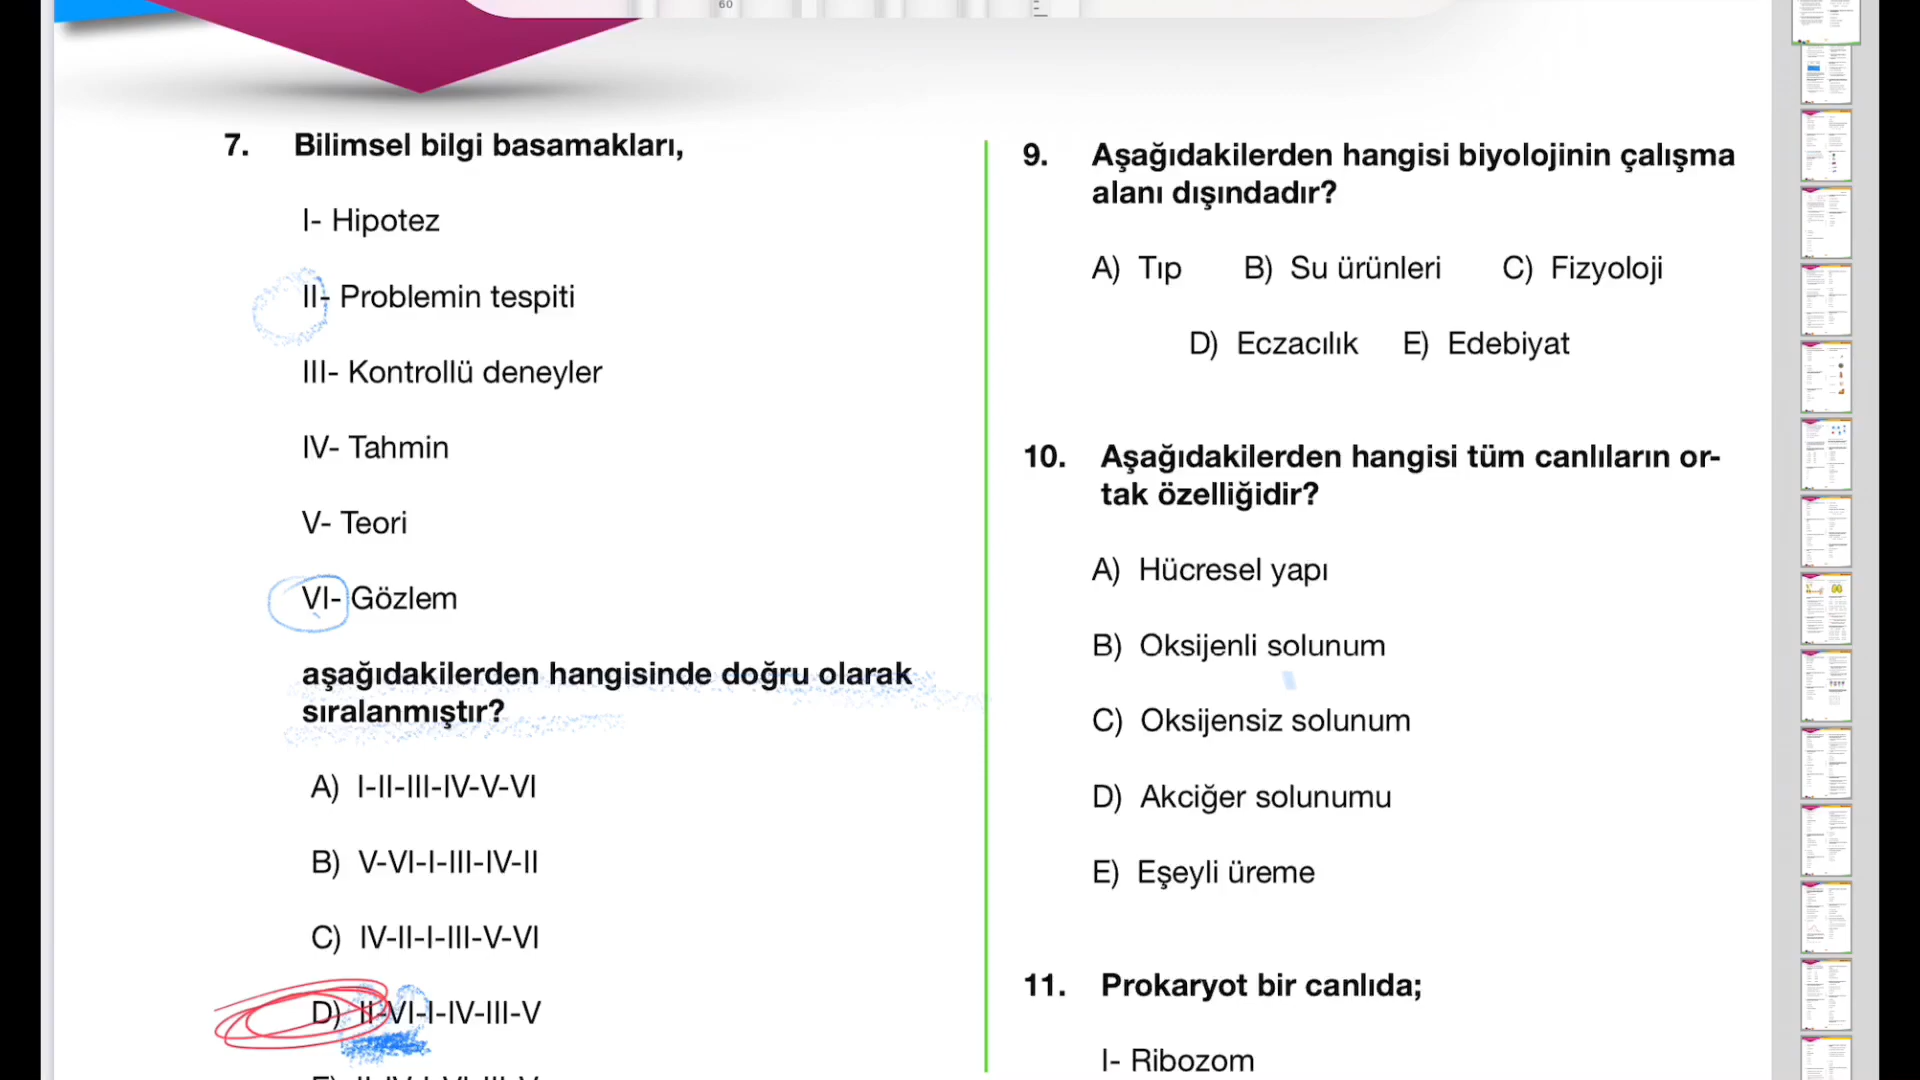 60
7. Bilimsel bilgi basamakları,
I- Hipotez
II- Problemin tespiti
III- Kontrollü deneyler
IV- Tahmin
V- Teori
VI- Gözlem
aşağıdakilerden hangisinde doğru olarak
sıralanmıştır?
A) I-II-III-IV-V-VI
B) V-VI-I-III-IV-II
C) IV-II-I-III-V-VI
D) II-VI-I-IV-III-V
9. Aşağıdakilerden hangisi biyolojinin çalışma
alanı dışındadır?
A) Tıp B) Su ürünleri C) Fizyoloji
D) Eczacılık E) Edebiyat
10. Aşağıdakilerden hangisi tüm canlıların or-
tak özelliğidir?
A) Hücresel yapı
B) Oksijenli solunum
C) Oksijensiz solunum
D) Akciğer solunumu
E) Eşeyli üreme
11. Prokaryot bir canlıda;
I- Ribozom